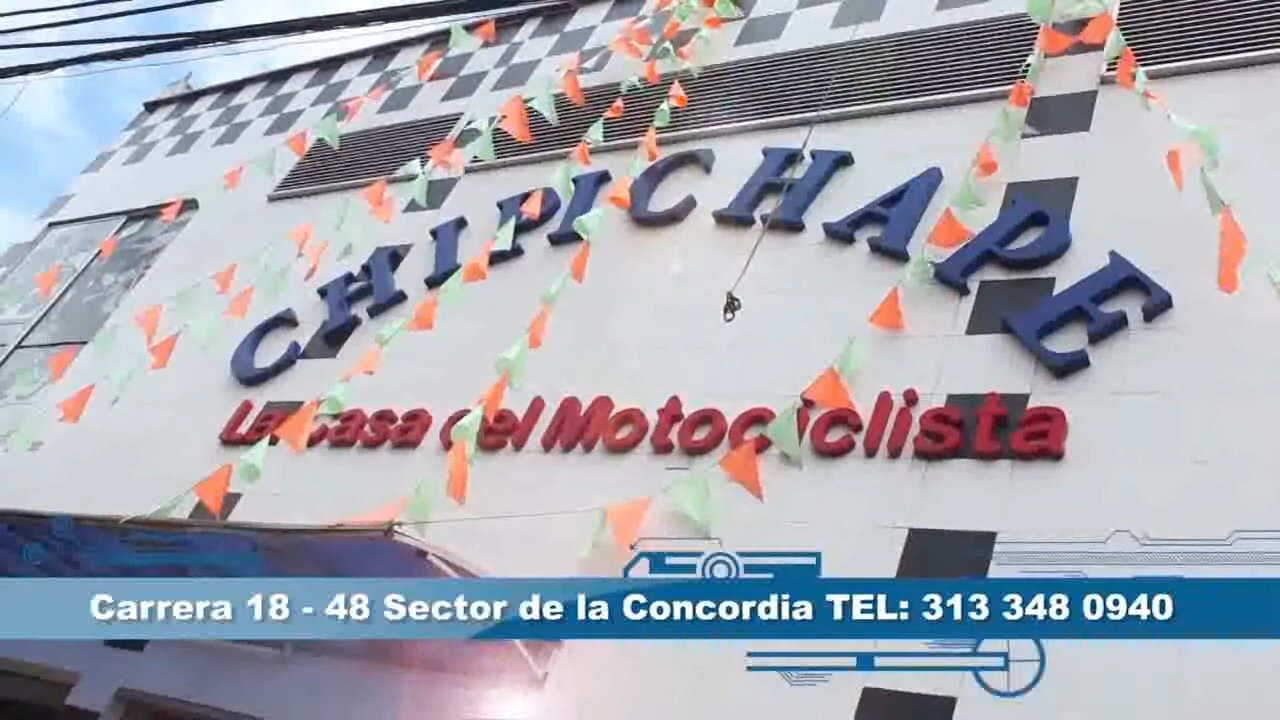 CHIPICHAPE
La Casa del Motociclista
Carrera 18 - 48 Sector de la Concordia TEL: 313 348 0940